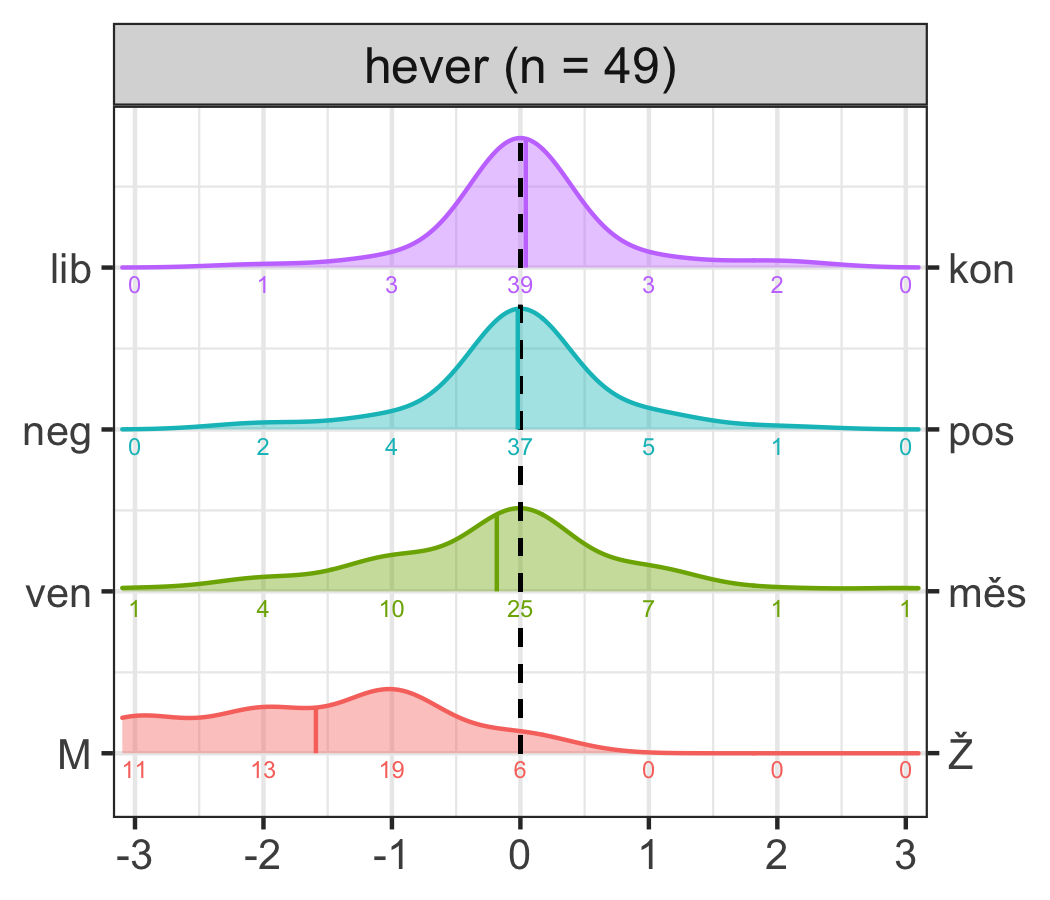 hever (n = 49)
lib kon
0 1 3 39 3 2 0
neg pos
0 2 4 37 5 1 0
ven měs
1 4 10 25 7 1 1
M Ž
11 13 19 6 0 0 0
-3 -2 -1 0 1 2 3